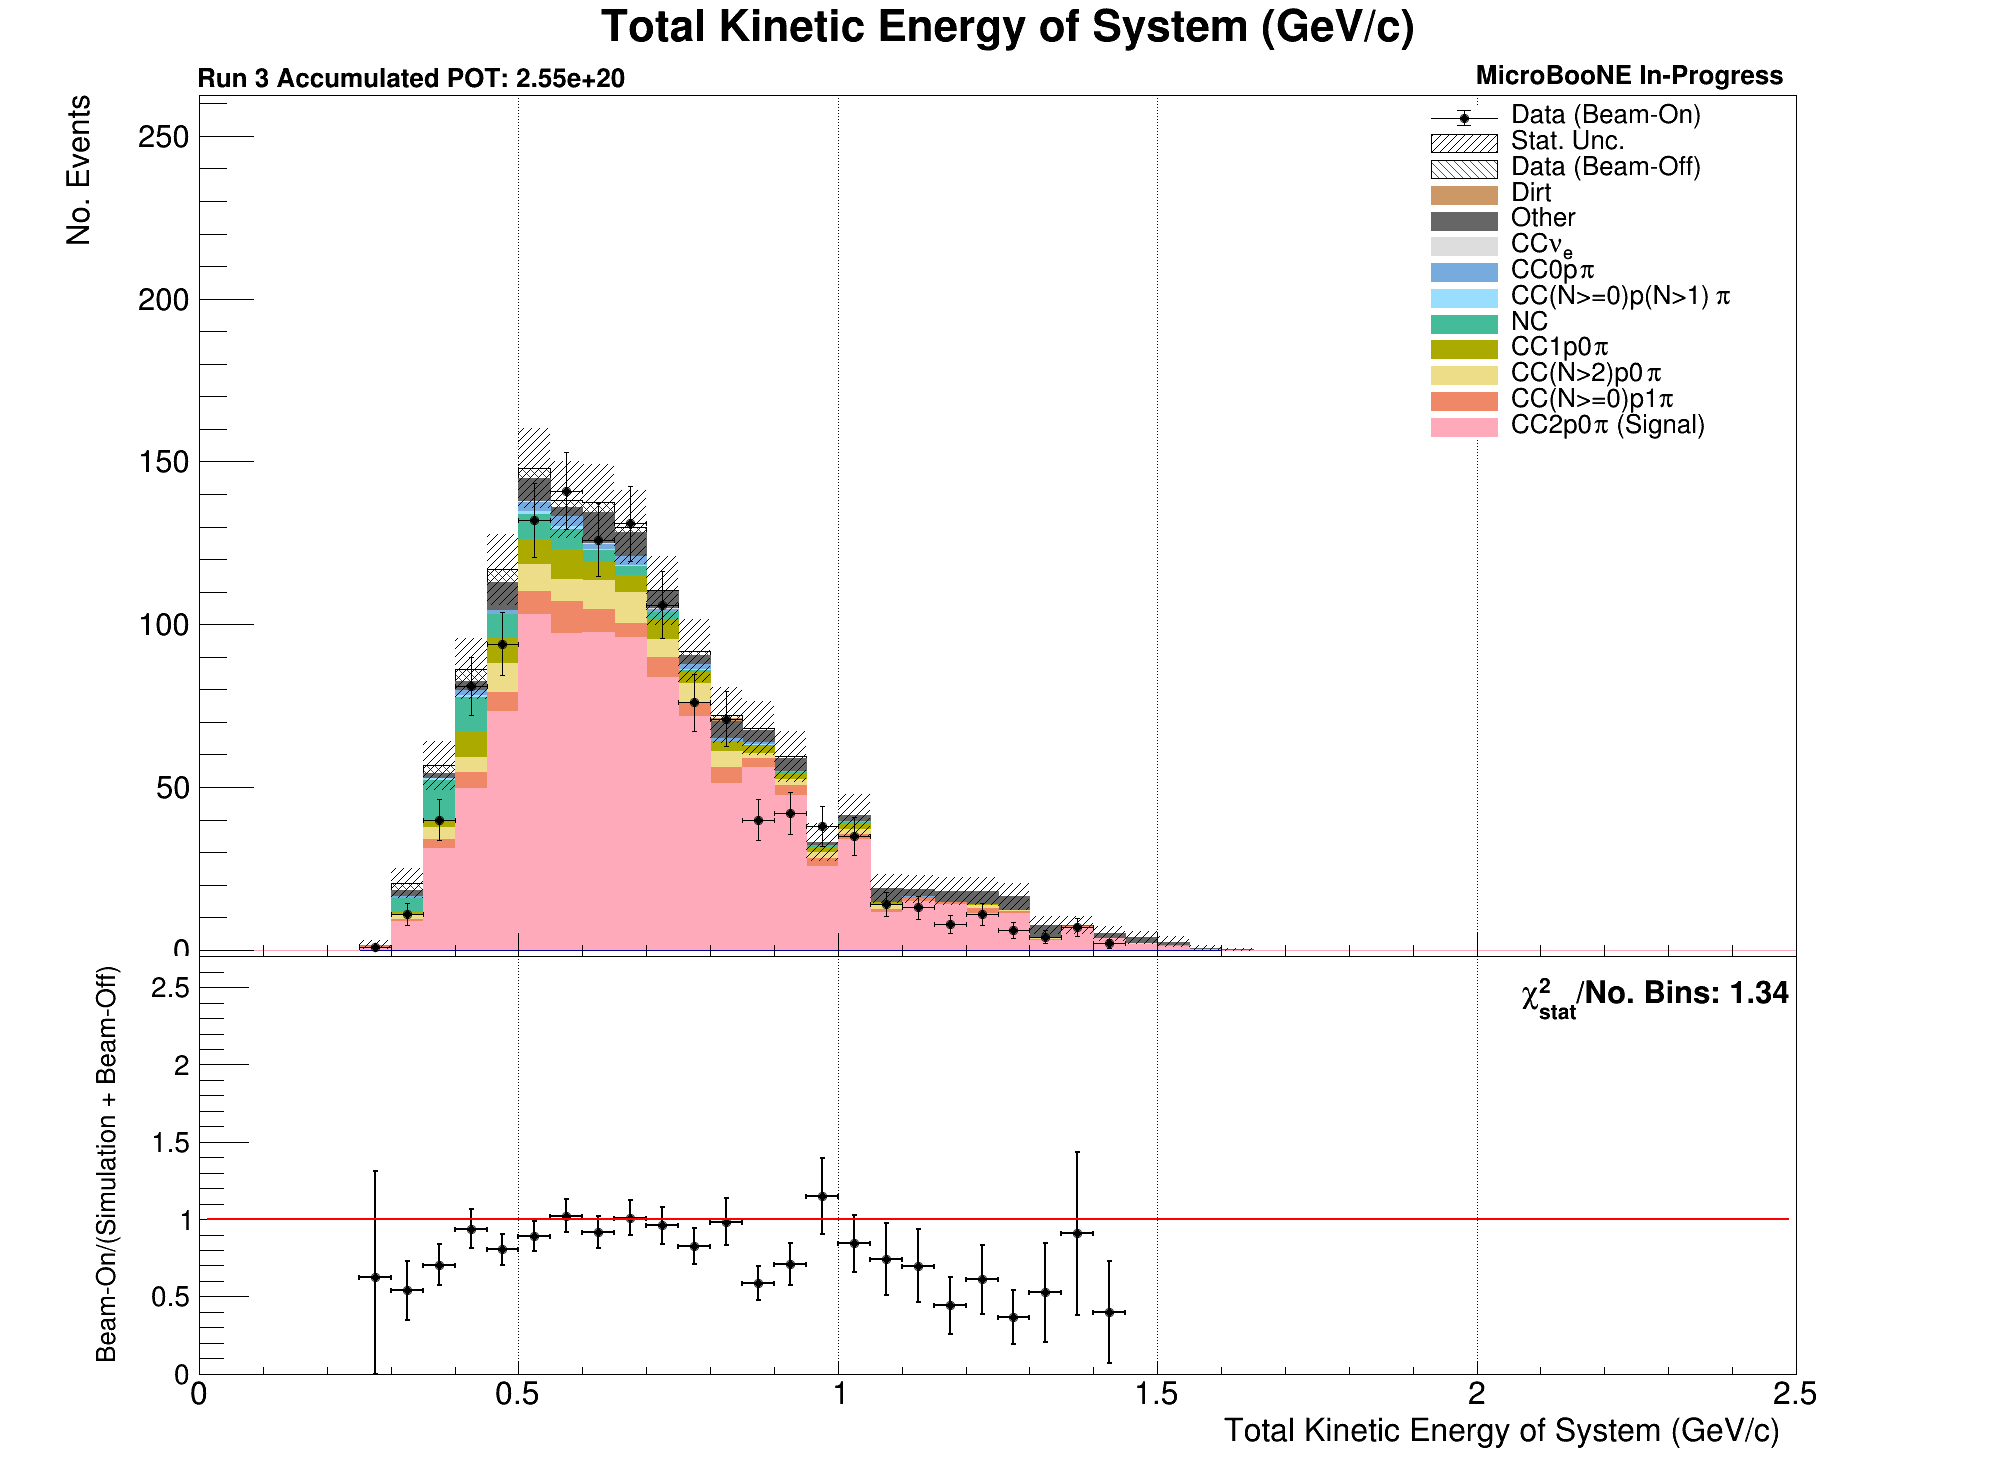 Total Kinetic Energy of System (GeV/c)
Run 3 Accumulated POT: 2.55e+20
MicroBooNE In-Progress
No. Events
250
200
150
100
50
0
Data (Beam-On)
Stat. Unc.
Data (Beam-Off)
Dirt
Other
CCνe
CC0pπ
CC(N>=0)p(N>1) π
NC
CC1p0π
CC(N>2)p0π
CC(N>=0)p1π
CC2p0π (Signal)
Beam-On/(Simulation + Beam-Off)
2.5
2
1.5
1
0.5
0
χ²stat/No. Bins: 1.34
0 0.5 1 1.5 2 2.5
Total Kinetic Energy of System (GeV/c)